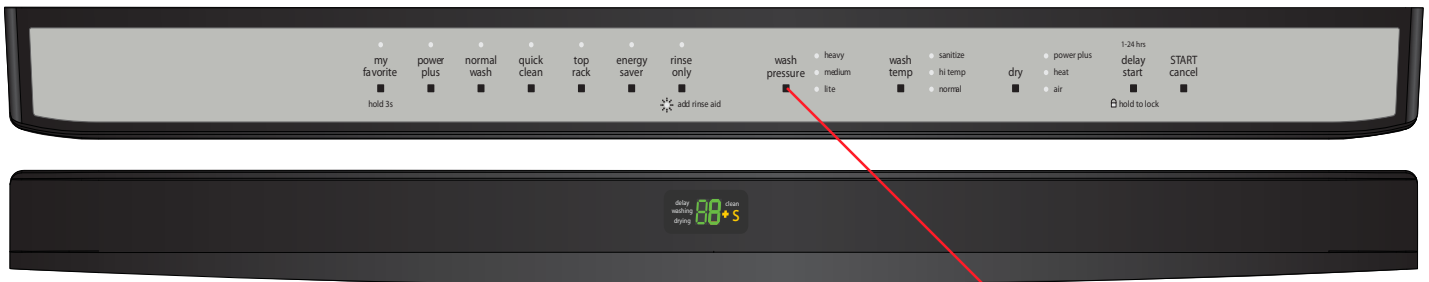 my favorite
hold 3s
power plus
normal wash
quick clean
top rack
energy saver
rinse only
add rinse aid
wash pressure
heavy
medium
lite
wash temp
sanitize
hi temp
normal
dry
power plus
heat
air
1-24 hrs
delay start
hold to lock
START cancel
delay
washing
drying
88
clean
+ S